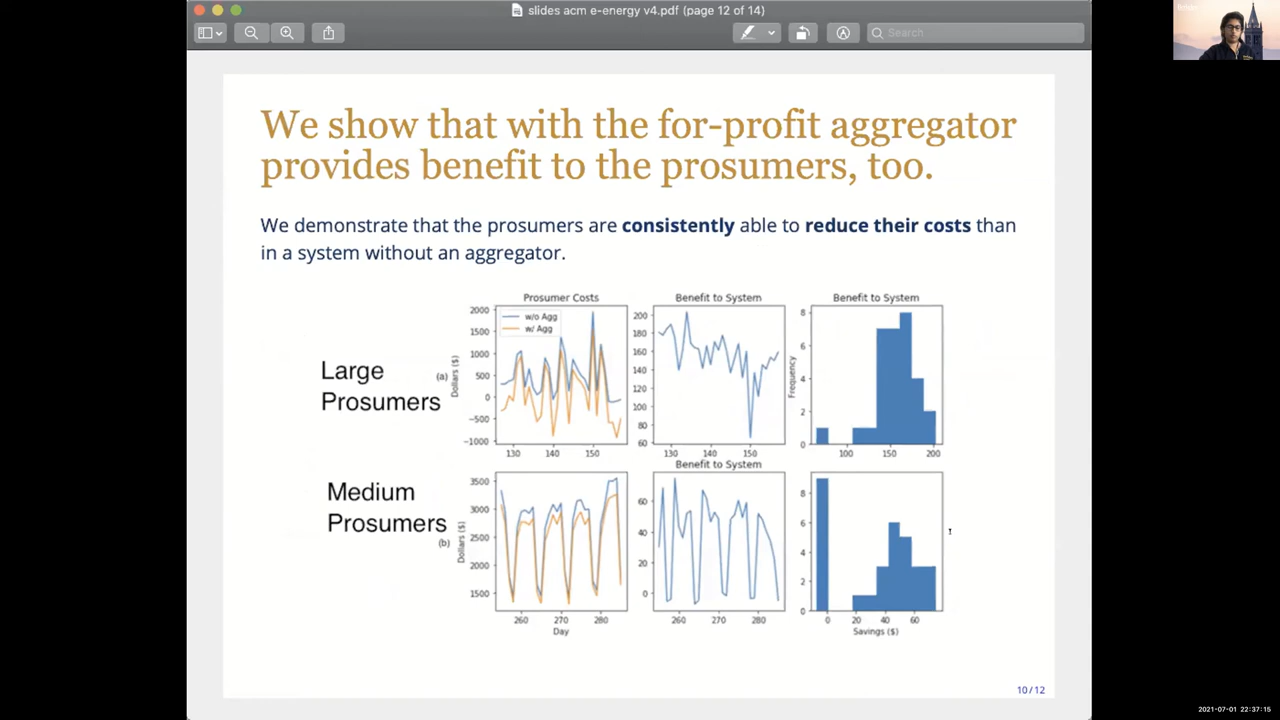 slides acm e-energy v4.pdf (page 12 of 14)
Search
We show that with the for-profit aggregator
provides benefit to the prosumers, too.
We demonstrate that the prosumers are consistently able to reduce their costs than
in a system without an aggregator.
Large
Prosumers
(a)
Prosumer Costs
w/o Agg
w/ Agg
Dollars ($)
2000
1500
1000
500
0
−500
−1000
130 140 150
Benefit to System
200
180
160
140
120
100
80
60
130 140 150
Benefit to System
Frequency
8
6
4
2
0
100 150 200
Medium
Prosumers
(b)
Dollars ($)
3500
3000
2500
2000
1500
260 270 280
Day
Benefit to System
60
40
20
0
260 270 280
8
6
4
2
0
0 20 40 60
Savings ($)
10 / 12
2021-07-01 22:37:15